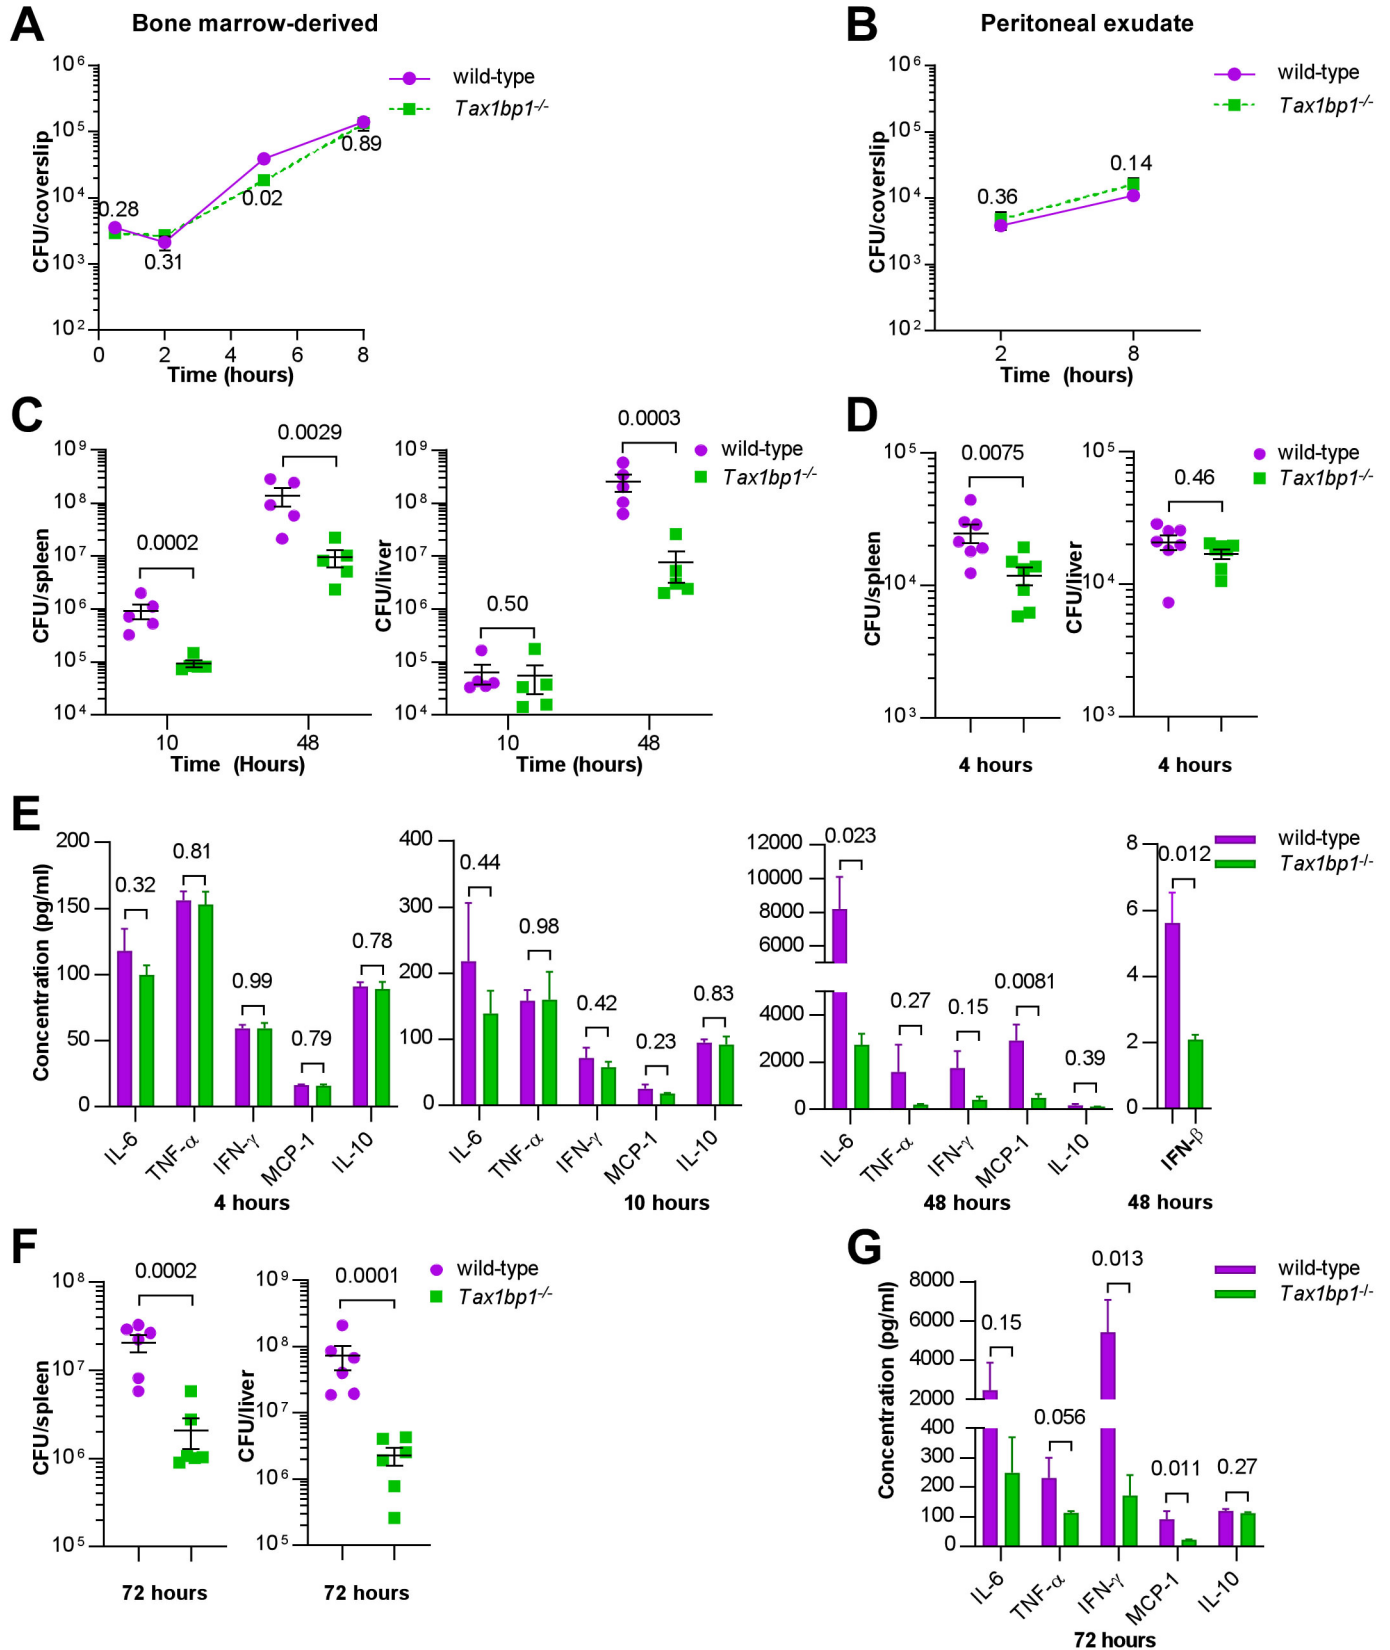 A Bone marrow-derived
10⁶
10⁵
10⁴
10³
10²
CFU/coverslip
0.28
0.31
0.02
0.89
0 2 4 6 8
Time (hours)
wild-type
Tax1bp1-/-
B Peritoneal exudate
10⁶
10⁵
10⁴
10³
10²
CFU/coverslip
0.36
0.14
2 8
Time (hours)
wild-type
Tax1bp1-/-
C
10⁹
10⁸
10⁷
10⁶
10⁵
10⁴
CFU/spleen
0.0002
0.0029
10 48
Time (Hours)
10⁹
10⁸
10⁷
10⁶
10⁵
10⁴
CFU/liver
0.50
0.0003
10 48
Time (hours)
wild-type
Tax1bp1-/-
D
10⁵
10⁴
10³
CFU/spleen
0.0075
4 hours
10⁵
10⁴
10³
CFU/liver
0.46
4 hours
wild-type
Tax1bp1-/-
E
Concentration (pg/ml)
200
150
100
50
0
0.32
0.81
0.99
0.79
0.78
IL-6 TNF-α IFN-γ MCP-1 IL-10
4 hours
400
300
200
100
0
0.44
0.98
0.42
0.23
0.83
IL-6 TNF-α IFN-γ MCP-1 IL-10
10 hours
12000
10000
8000
6000
4000
2000
0
0.023
0.27
0.15
0.0081
0.39
IL-6 TNF-α IFN-γ MCP-1 IL-10
48 hours
8
6
4
2
0
0.012
IFN-β
48 hours
wild-type
Tax1bp1-/-
F
10⁸
10⁷
10⁶
10⁵
CFU/spleen
0.0002
72 hours
10⁹
10⁸
10⁷
10⁶
10⁵
CFU/liver
0.0001
72 hours
wild-type
Tax1bp1-/-
G
Concentration (pg/ml)
8000
6000
4000
2000
400
300
200
100
0
0.15
0.056
0.013
0.011
0.27
IL-6 TNF-α IFN-γ MCP-1 IL-10
72 hours
wild-type
Tax1bp1-/-